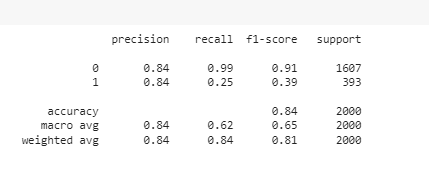 precision recall f1-score support
0 0.84 0.99 0.91 1607
1 0.84 0.25 0.39 393
accuracy 0.84 2000
macro avg 0.84 0.62 0.65 2000
weighted avg 0.84 0.84 0.81 2000